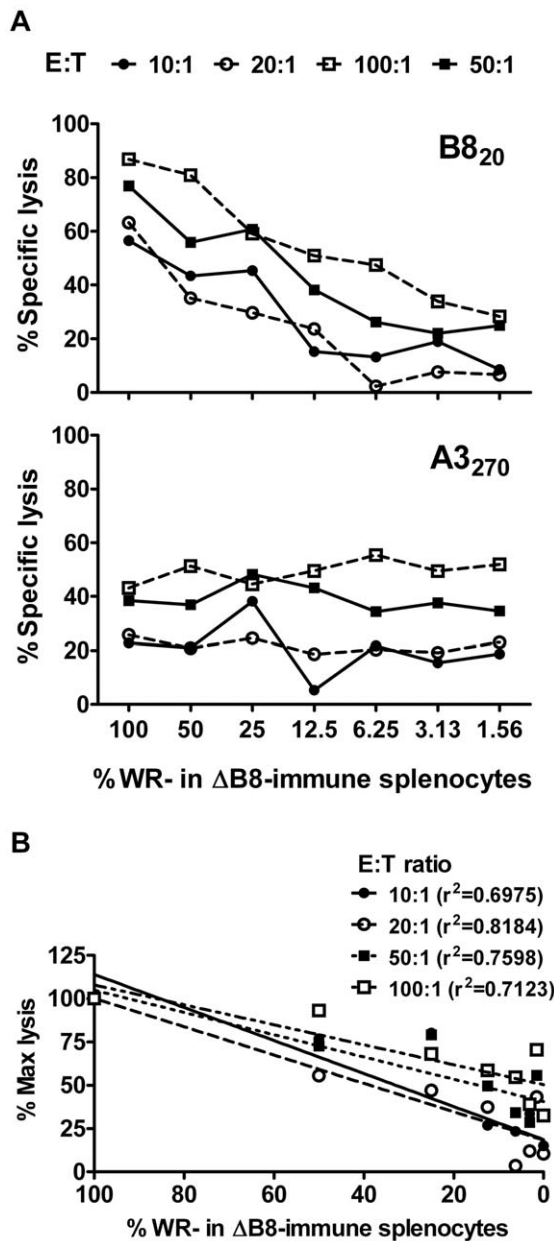 A
E:T 10:1 20:1 100:1 50:1
100
80
60
40
20
0
% Specific lysis
B8₂₀
100
80
60
40
20
0
% Specific lysis
A3₂₇₀
100 50 25 12.5 6.25 3.13 1.56
% WR- in ΔB8-immune splenocytes
B
E:T ratio
10:1 (r²=0.6975)
20:1 (r²=0.8184)
50:1 (r²=0.7598)
100:1 (r²=0.7123)
125
100
75
50
25
0
% Max lysis
100 80 60 40 20 0
% WR- in ΔB8-immune splenocytes